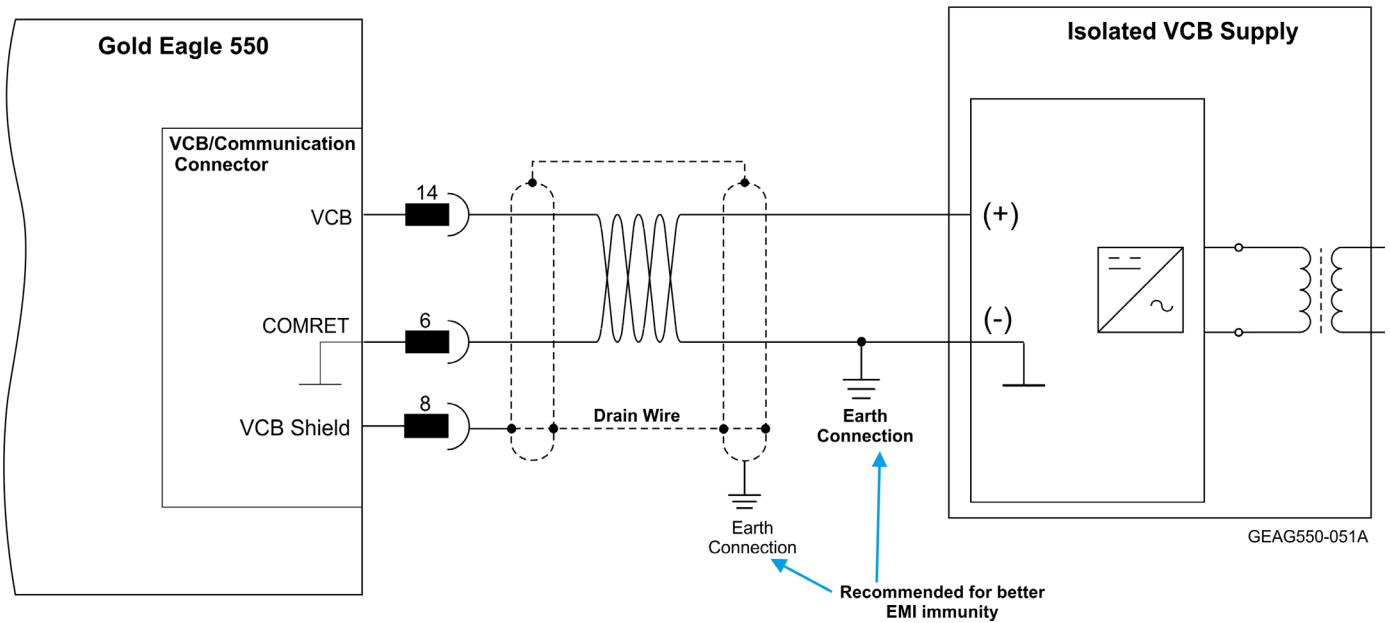 Gold Eagle 550
Isolated VCB Supply
VCB/Communication
Connector
14
VCB
(+)
6
COMRET
(-)
8
VCB Shield
Drain Wire
Earth
Connection
Earth
Connection
GEAG550-051A
Recommended for better
EMI immunity